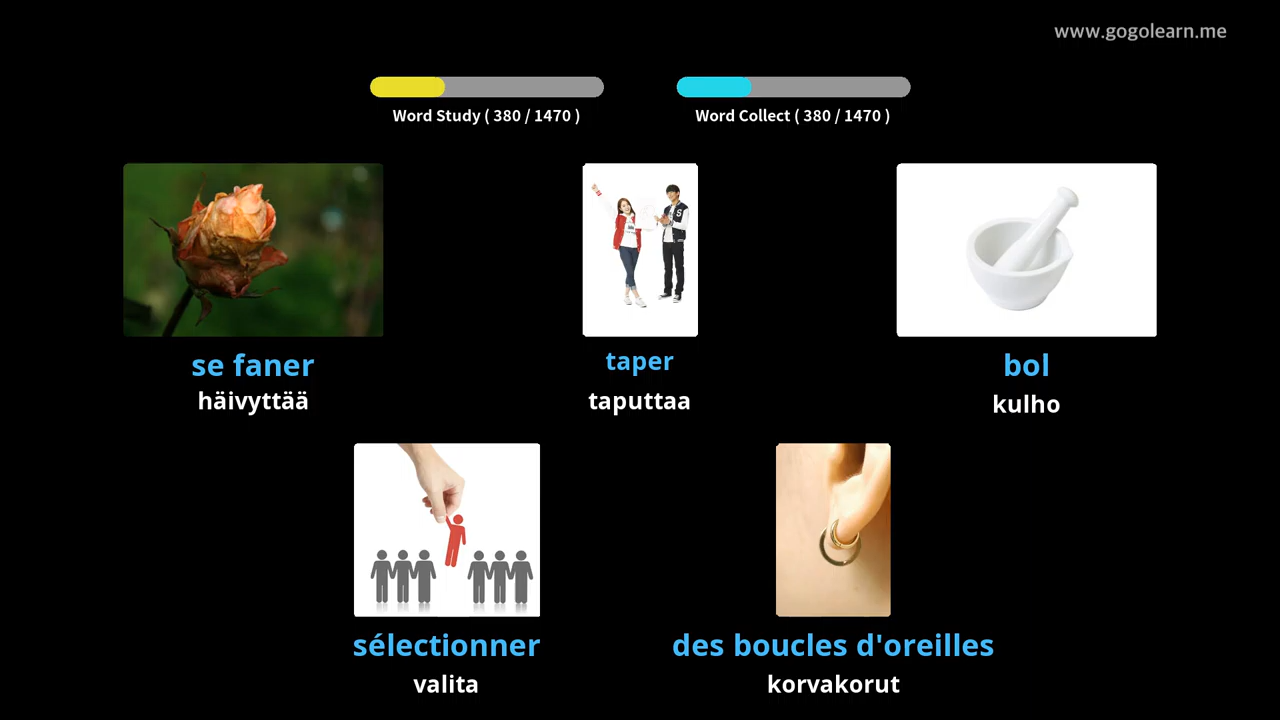 www.gogolearn.me
Word Study ( 380 / 1470 )
Word Collect ( 380 / 1470 )
se faner
häivyttää
taper
taputtaa
bol
kulho
sélectionner
valita
des boucles d'oreilles
korvakorut